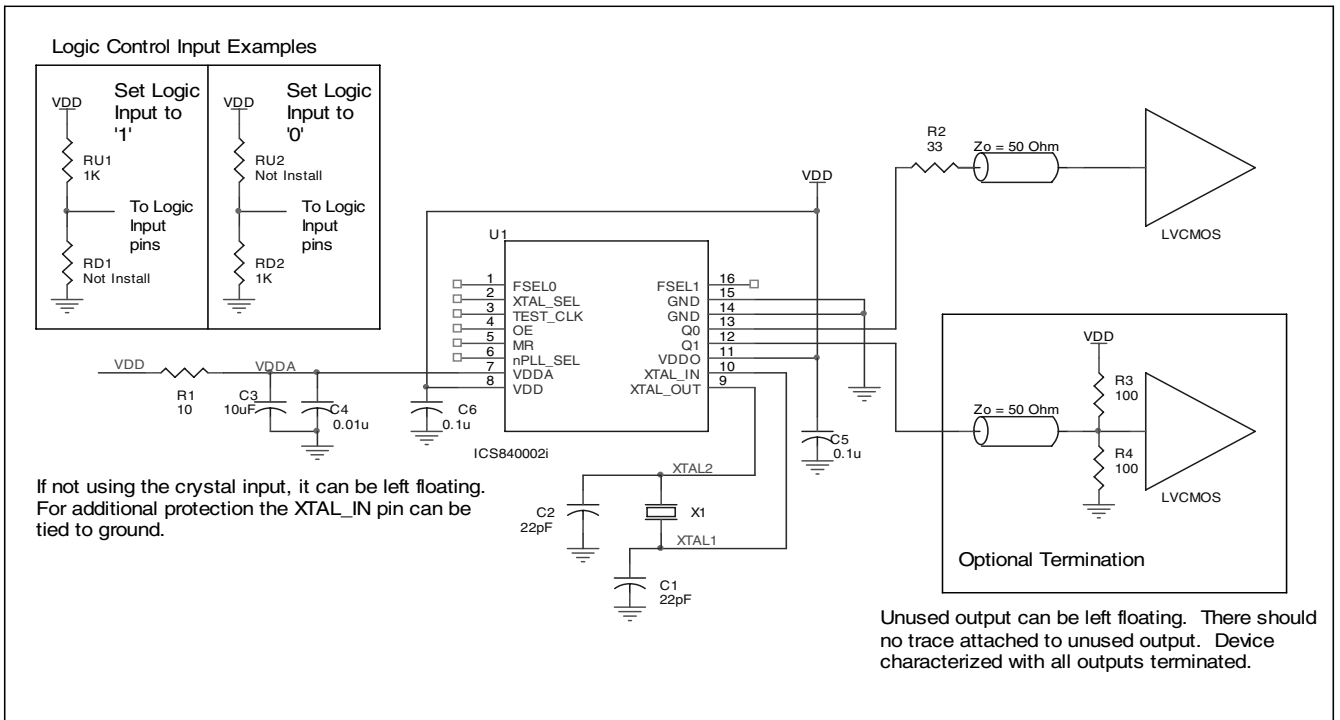 Logic Control Input Examples
VDD
Set Logic
Input to
'1'
RU1
1K
To Logic
Input
pins
RD1
Not Install
VDD
Set Logic
Input to
'0'
RU2
Not Install
To Logic
Input
pins
RD2
1K
VDD
R1
10
VDDA
C3
10uF
C4
0.01u
C6
0.1u
U1
1
2
3
4
5
6
7
8
FSEL0
XTAL_SEL
TEST_CLK
OE
MR
nPLL_SEL
VDDA
VDD
FSEL1
GND
GND
Q0
Q1
VDDO
XTAL_IN
XTAL_OUT
16
15
14
13
12
11
10
9
ICS840002i
VDD
C5
0.1u
XTAL2
C2
22pF
X1
XTAL1
C1
22pF
R2
33
Zo = 50 Ohm
LVCMOS
VDD
R3
100
Zo = 50 Ohm
R4
100
LVCMOS
Optional Termination
If not using the crystal input, it can be left floating.
For additional protection the XTAL_IN pin can be
tied to ground.
Unused output can be left floating. There should
no trace attached to unused output. Device
characterized with all outputs terminated.